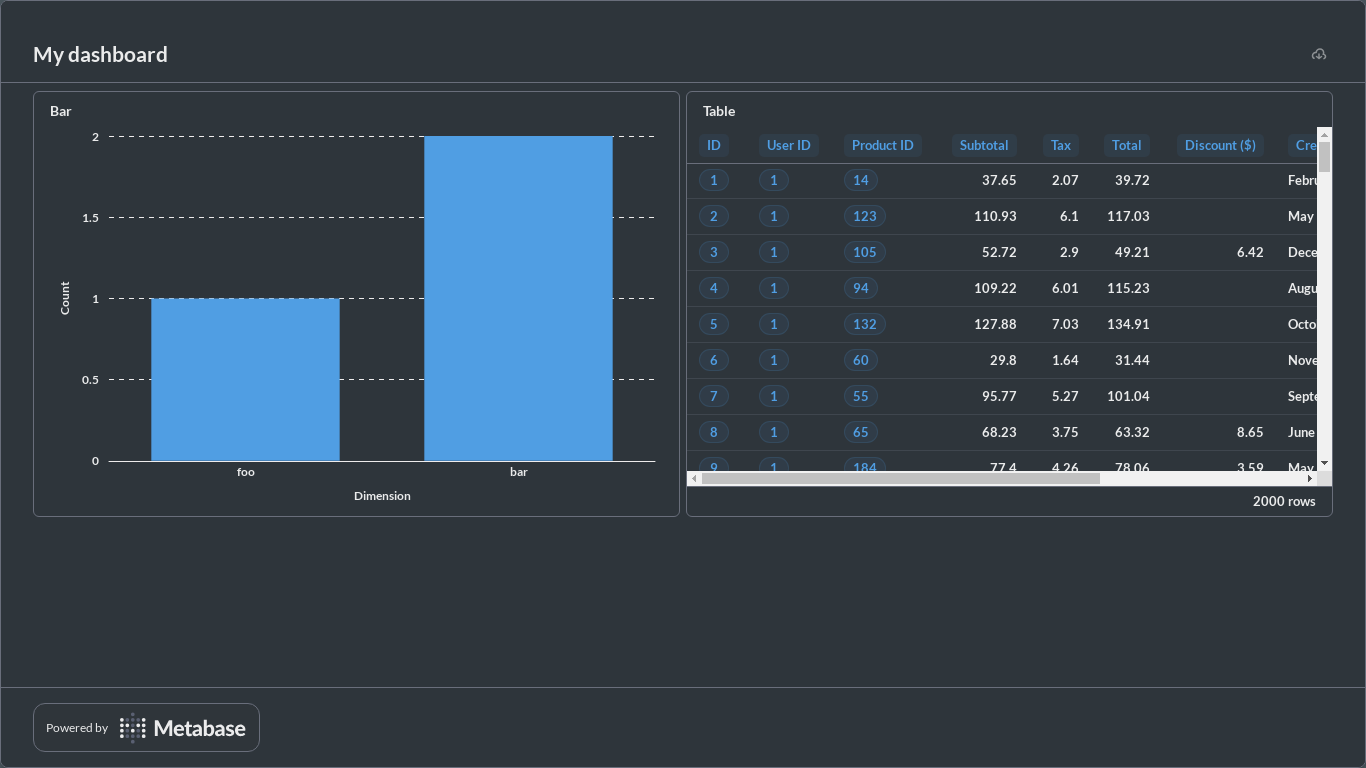 My dashboard
Bar
2
1.5
1
0.5
0
Count
foo bar
Dimension
Table
ID User ID Product ID Subtotal Tax Total Discount ($) Cre
1 1 14 37.65 2.07 39.72 Febru
2 1 123 110.93 6.1 117.03 May
3 1 105 52.72 2.9 49.21 6.42 Dece
4 1 94 109.22 6.01 115.23 Augu
5 1 132 127.88 7.03 134.91 Octo
6 1 60 29.8 1.64 31.44 Nove
7 1 55 95.77 5.27 101.04 Septe
8 1 65 68.23 3.75 63.32 8.65 June
9 1 184 77.4 4.26 78.06 3.59 May
2000 rows
Powered by Metabase